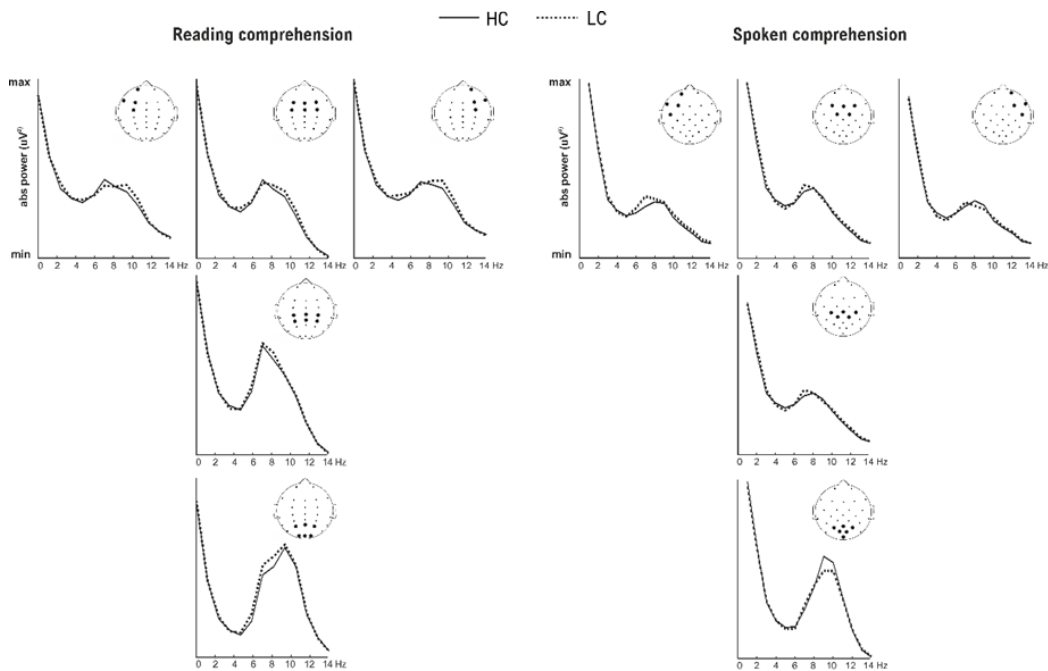 HC LC
Reading comprehension Spoken comprehension
max max
abs power (uV²) abs power (uV²)
min min
0 2 4 6 8 10 12 14 Hz 0 2 4 6 8 10 12 14 Hz 0 2 4 6 8 10 12 14 Hz 0 2 4 6 8 10 12 14 Hz 0 2 4 6 8 10 12 14 Hz 0 2 4 6 8 10 12 14 Hz
0 2 4 6 8 10 12 14 Hz 0 2 4 6 8 10 12 14 Hz
0 2 4 6 8 10 12 14 Hz 0 2 4 6 8 10 12 14 Hz